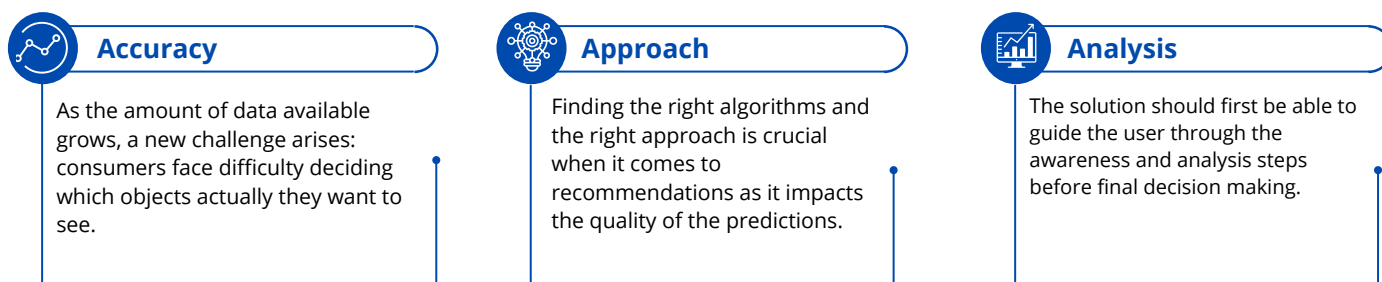 Accuracy
As the amount of data available
grows, a new challenge arises:
consumers face difficulty deciding
which objects actually they want to
see.
Approach
Finding the right algorithms and
the right approach is crucial
when it comes to
recommendations as it impacts
the quality of the predictions.
Analysis
The solution should first be able to
guide the user through the
awareness and analysis steps
before final decision making.